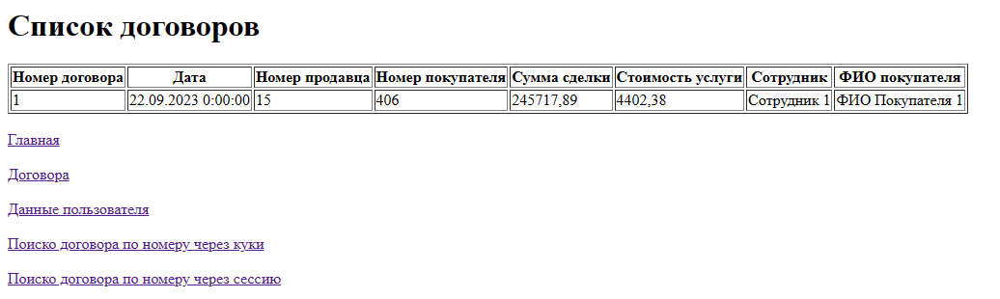 Список договоров
Номер договора Дата Номер продавца Номер покупателя Сумма сделки Стоимость услуги Сотрудник ФИО покупателя
1 22.09.2023 0:00:00 15 406 245717,89 4402,38 Сотрудник 1 ФИО Покупателя 1
Главная
Договора
Данные пользователя
Поиско договора по номеру через куки
Поиско договора по номеру через сессию